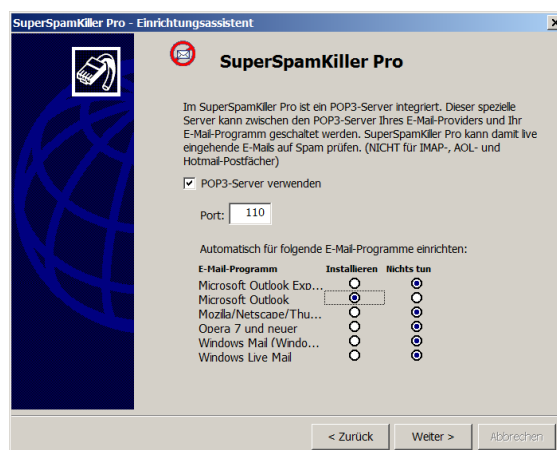 SuperSpamKiller Pro - Einrichtungsassistent
SuperSpamKiller Pro
Im SuperSpamKiller Pro ist ein POP3-Server integriert. Dieser spezielle
Server kann zwischen den POP3-Server Ihres E-Mail-Providers und Ihr
E-Mail-Programm geschaltet werden. SuperSpamKiller Pro kann damit live
eingehende E-Mails auf Spam prüfen. (NICHT für IMAP-, AOL- und
Hotmail-Postfächer)
POP3-Server verwenden
Port: 110
Automatisch für folgende E-Mail-Programme einrichten:
E-Mail-Programm Installieren Nichts tun
Microsoft Outlook Exp...
Microsoft Outlook
Mozilla/Netscape/Thu...
Opera 7 und neuer
Windows Mail (Windo...
Windows Live Mail
< Zurück Weiter > Abbrechen